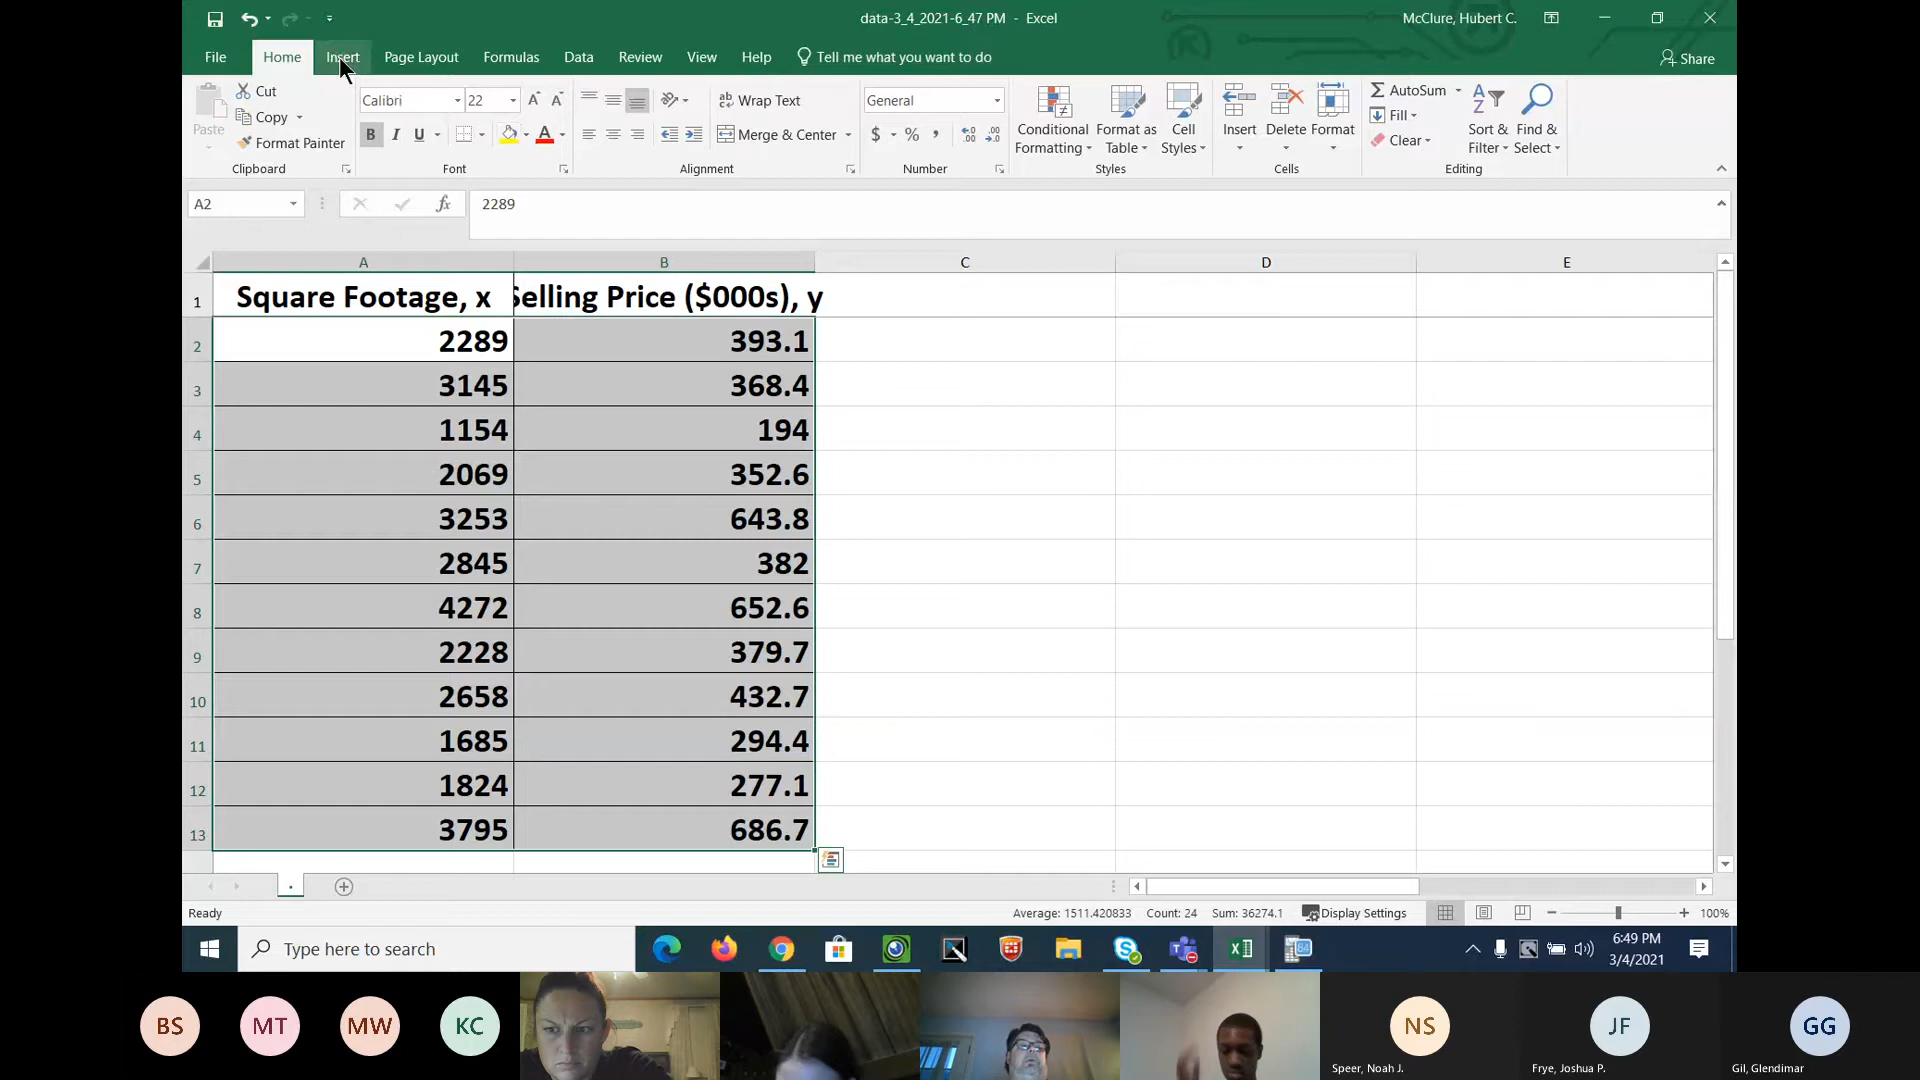 data-3_4_2021-6_47 PM - Excel
McClure, Hubert C.
File
Home
Insert
Page Layout
Formulas
Data
Review
View
Help
Tell me what you want to do
Share
Paste
Cut
Copy
Format Painter
Clipboard
Calibri
22
A
A
B
I
U
A
Font
ab
Wrap Text
Merge & Center
Alignment
General
$
%
,
Number
Conditional
Formatting
Format as
Table
Cell
Styles
Styles
Insert
Delete
Format
Cells
AutoSum
Fill
Clear
Sort &
Filter
Find &
Select
Editing
A2
fx
2289
A B C D E
1 Square Footage, x Selling Price ($000s), y
2 2289 393.1
3 3145 368.4
4 1154 194
5 2069 352.6
6 3253 643.8
7 2845 382
8 4272 652.6
9 2228 379.7
10 2658 432.7
11 1685 294.4
12 1824 277.1
13 3795 686.7
.
Ready
Average: 1511.420833
Count: 24
Sum: 36274.1
Display Settings
100%
Type here to search
6:49 PM
3/4/2021
BS
MT
MW
KC
NS
JF
GG
Speer, Noah J.
Frye, Joshua P.
Gil, Glendimar